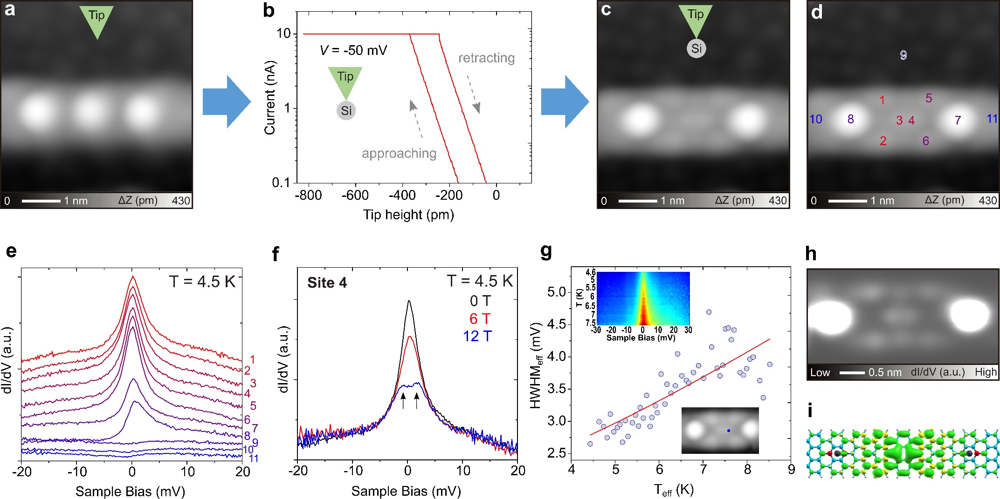 a
Tip
0
1 nm
ΔZ (pm)
430
b
Current (nA)
10
1
0.1
V = -50 mV
Tip
Si
retracting
approaching
-800
-600
-400
-200
0
Tip height (pm)
c
Tip
Si
0
1 nm
ΔZ (pm)
430
d
9
1
5
10
8
3
4
7
11
2
6
0
1 nm
ΔZ (pm)
430
e
dI/dV (a.u.)
T = 4.5 K
1
2
3
4
5
6
7
8
9
10
11
-20
-10
0
10
20
Sample Bias (mV)
f
dI/dV (a.u.)
Site 4
T = 4.5 K
0 T
6 T
12 T
-20
-10
0
10
20
Sample Bias (mV)
g
HWHMeff (mV)
5.0
4.5
4.0
3.5
3.0
2.5
T (K)
4.6
5
5.5
6
6.5
7
7.5
-30
-20
-10
0
10
20
30
Sample Bias (mV)
4
5
6
7
8
9
Teff (K)
h
Low
0.5 nm
dI/dV (a.u.)
High
i